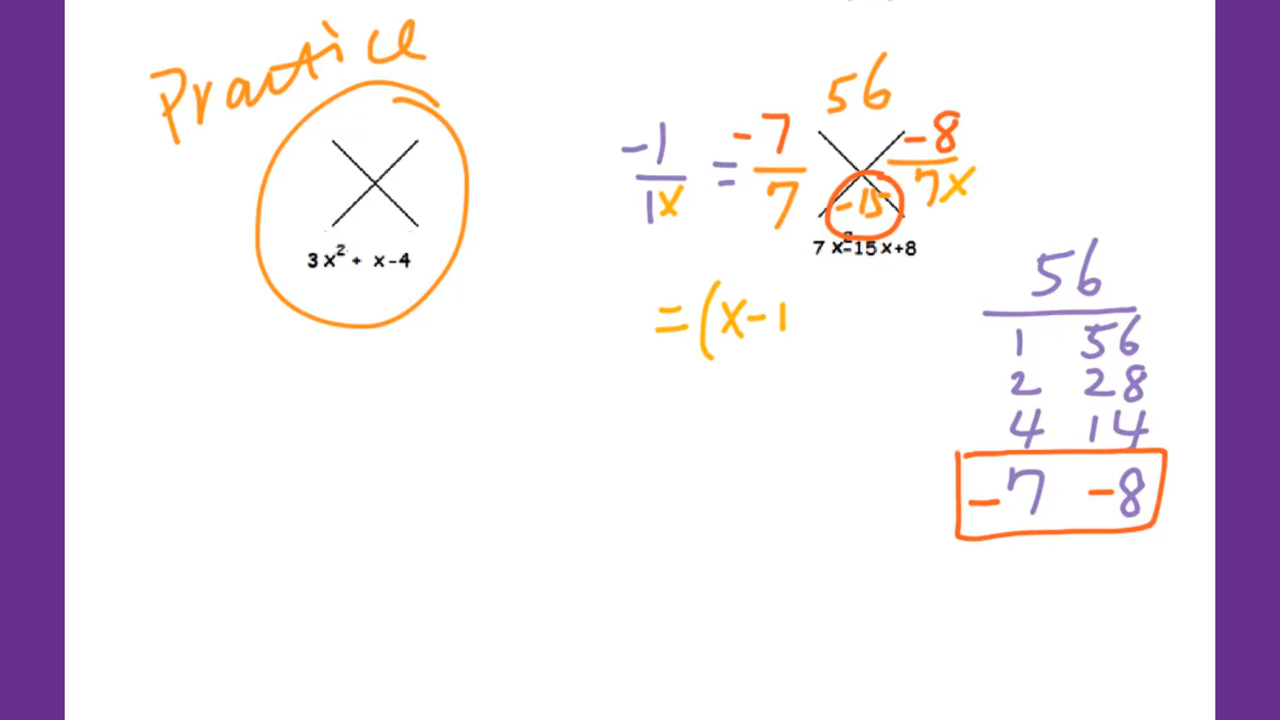 Practice
3x² + x-4
56
-1/1x = -7/7 -8/7x
-15
7x²-15x+8
= (x-1
56
1 56
2 28
4 14
-7 -8